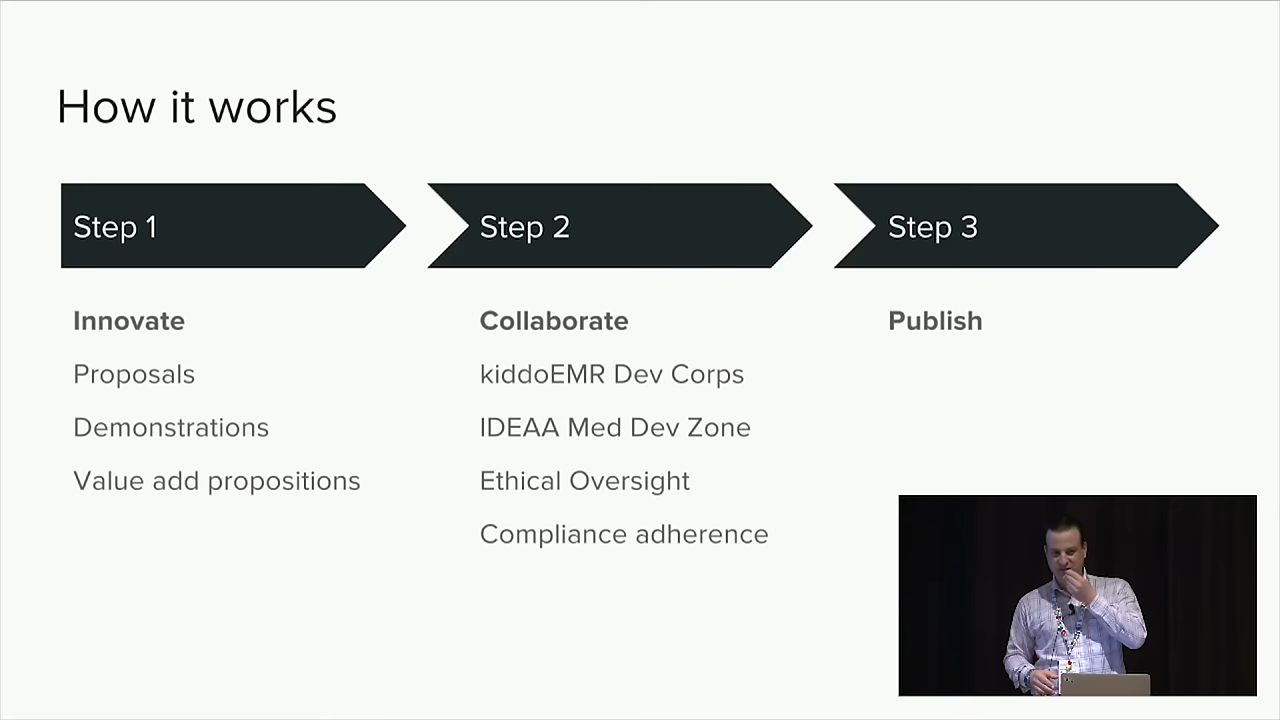 How it works
Step 1
Step 2
Step 3
Innovate
Proposals
Demonstrations
Value add propositions
Collaborate
kiddoEMR Dev Corps
IDEAA Med Dev Zone
Ethical Oversight
Compliance adherence
Publish